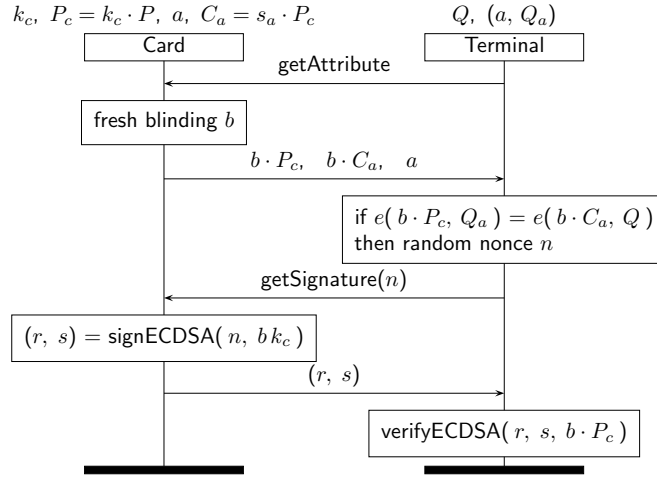 k_c, P_c = k_c · P, a, C_a = s_a · P_c
Q, (a, Q_a)
Card
Terminal
getAttribute
fresh blinding b
b · P_c, b · C_a, a
if e( b · P_c, Q_a ) = e( b · C_a, Q )
then random nonce n
getSignature(n)
(r, s) = signECDSA( n, b k_c )
(r, s)
verifyECDSA( r, s, b · P_c )